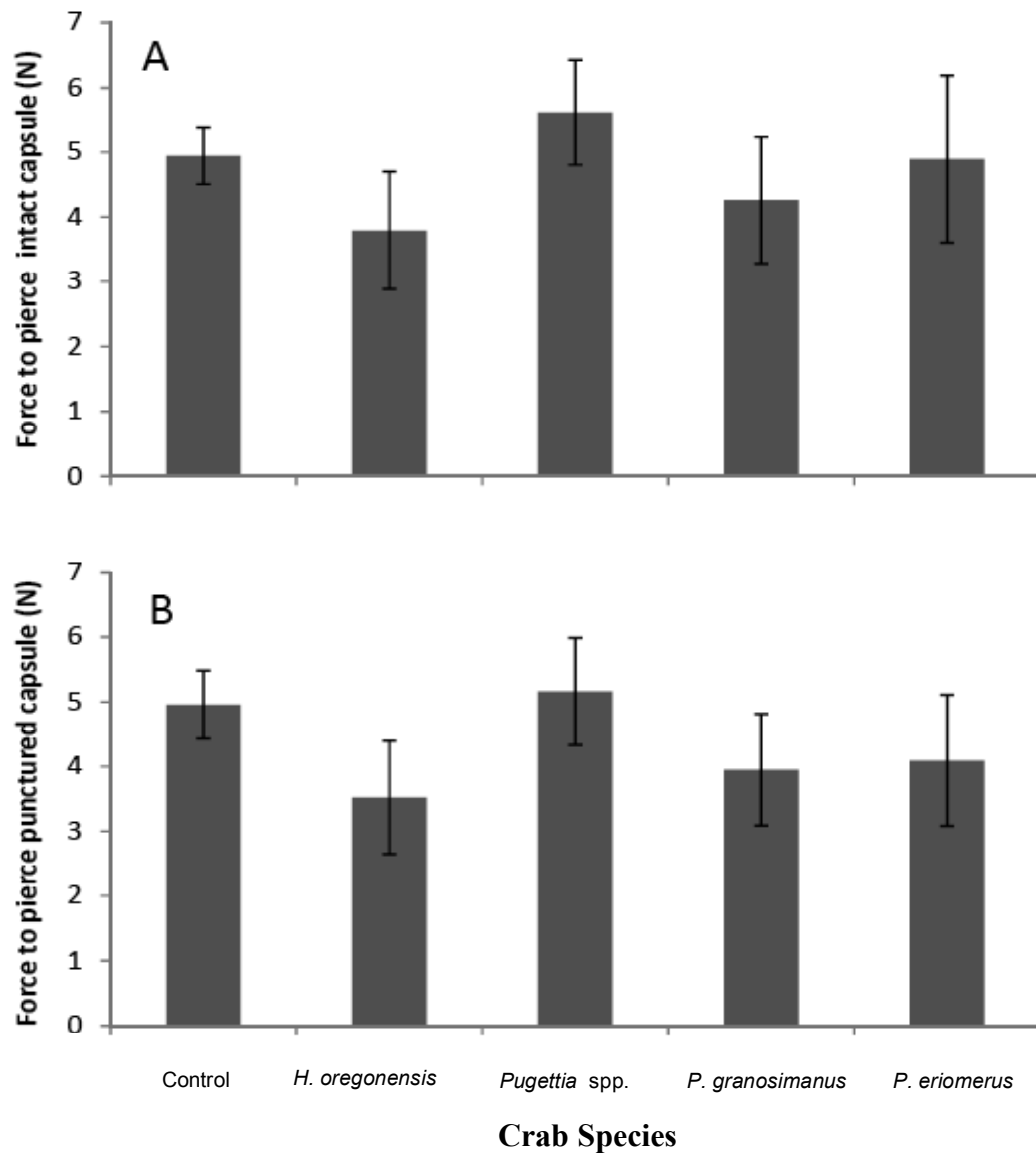 A
Force to pierce intact capsule (N)
7
6
5
4
3
2
1
0
B
Force to pierce punctured capsule (N)
7
6
5
4
3
2
1
0
Control H. oregonensis Pugettia spp. P. granosimanus P. eriomerus
Crab Species